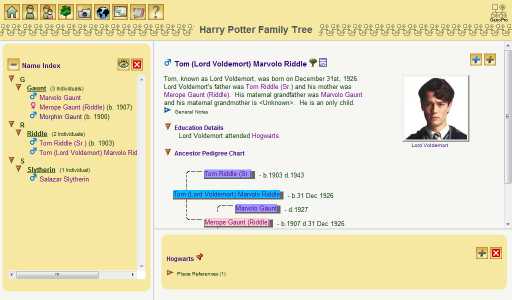 Harry Potter Family Tree
Name Index
G
Gaunt (3 Individuals)
Marvolo Gaunt
Merope Gaunt (Riddle) (b. 1907)
Morphin Gaunt (b. 1900)
R
Riddle (2 Individuals)
Tom Riddle (Sr.) (b. 1903)
Tom (Lord Voldemort) Marvolo Rid
S
Slytherin (1 Individual)
Salazar Slytherin
Tom (Lord Voldemort) Marvolo Riddle
Tom, known as Lord Voldemort, was born on December 31st, 1926.
Lord Voldemort's father was Tom Riddle (Sr.) and his mother was
Merope Gaunt (Riddle). His maternal grandfather was Marvolo Gaunt
and his maternal grandmother is <Unknown>. He is an only child.
General Notes
Lord Voldemort
Education Details
Lord Voldemort attended Hogwarts.
Ancestor Pedigree Chart
Tom Riddle (Sr.) - b.1903 d.1943
Tom (Lord Voldemort) Marvolo Riddle - b.31 Dec 1926
Marvolo Gaunt - d.1927
Merope Gaunt (Riddle) - b.1907 d.31 Dec 1926
Hogwarts
Place References (1)